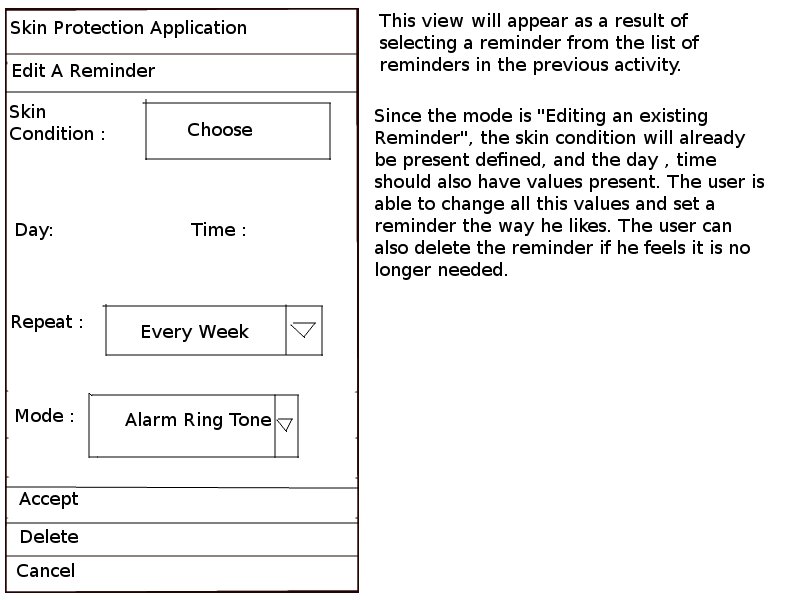 Skin Protection Application
Edit A Reminder
Skin
Condition :
Choose
Day:
Time :
Repeat :
Every Week
Mode :
Alarm Ring Tone
Accept
Delete
Cancel
This view will appear as a result of
selecting a reminder from the list of
reminders in the previous activity.
Since the mode is "Editing an existing
Reminder", the skin condition will already
be present defined, and the day , time
should also have values present. The user is
able to change all this values and set a
reminder the way he likes. The user can
also delete the reminder if he feels it is no
longer needed.